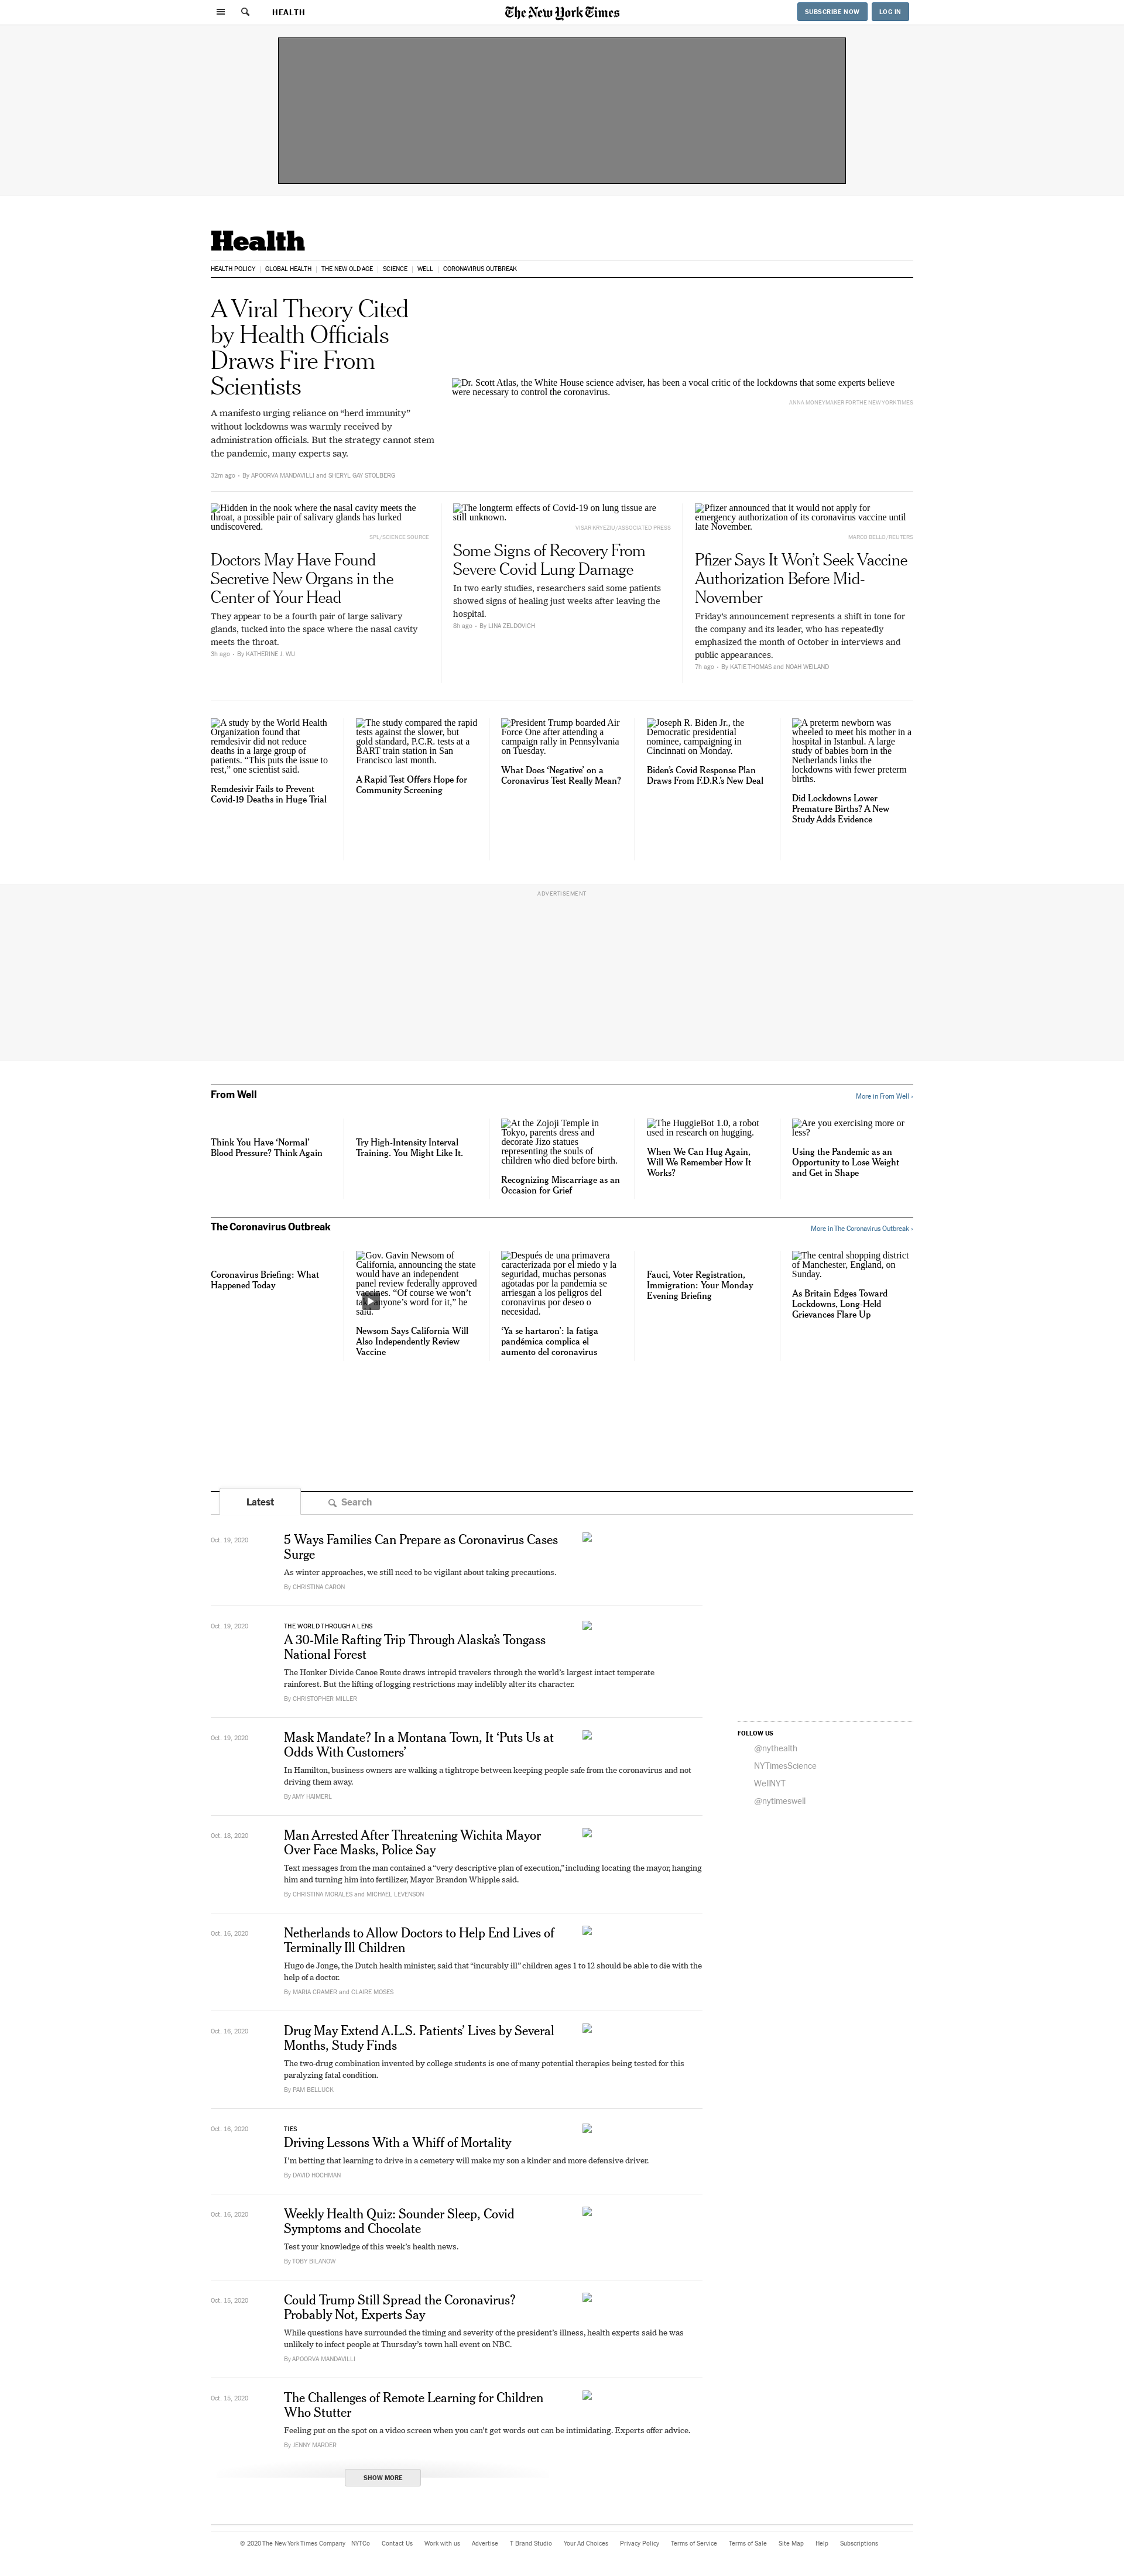 HEALTH
The New York Times
SUBSCRIBE NOW
LOG IN
Health
HEALTH POLICY
GLOBAL HEALTH
THE NEW OLD AGE
SCIENCE
WELL
CORONAVIRUS OUTBREAK
A Viral Theory Cited
by Health Officials
Draws Fire From
Scientists
A manifesto urging reliance on “herd immunity”
without lockdowns was warmly received by
administration officials. But the strategy cannot stem
the pandemic, many experts say.
32m ago • By APOORVA MANDAVILLI and SHERYL GAY STOLBERG
Dr. Scott Atlas, the White House science adviser, has been a vocal critic of the lockdowns that some experts believe
were necessary to control the coronavirus.
ANNA MONEYMAKER FOR THE NEW YORK TIMES
Hidden in the nook where the nasal cavity meets the
throat, a possible pair of salivary glands has lurked
undiscovered.
SPL/SCIENCE SOURCE
Doctors May Have Found
Secretive New Organs in the
Center of Your Head
They appear to be a fourth pair of large salivary
glands, tucked into the space where the nasal cavity
meets the throat.
3h ago • By KATHERINE J. WU
The longterm effects of Covid-19 on lung tissue are
still unknown.
VISAR KRYEZIU/ASSOCIATED PRESS
Some Signs of Recovery From
Severe Covid Lung Damage
In two early studies, researchers said some patients
showed signs of healing just weeks after leaving the
hospital.
8h ago • By LINA ZELDOVICH
Pfizer announced that it would not apply for
emergency authorization of its coronavirus vaccine until
late November.
MARCO BELLO/REUTERS
Pfizer Says It Won’t Seek Vaccine
Authorization Before Mid-
November
Friday’s announcement represents a shift in tone for
the company and its leader, who has repeatedly
emphasized the month of October in interviews and
public appearances.
7h ago • By KATIE THOMAS and NOAH WEILAND
A study by the World Health
Organization found that
remdesivir did not reduce
deaths in a large group of
patients. “This puts the issue to
rest,” one scientist said.
Remdesivir Fails to Prevent
Covid-19 Deaths in Huge Trial
The study compared the rapid
tests against the slower, but
gold standard, P.C.R. tests at a
BART train station in San
Francisco last month.
A Rapid Test Offers Hope for
Community Screening
President Trump boarded Air
Force One after attending a
campaign rally in Pennsylvania
on Tuesday.
What Does ‘Negative’ on a
Coronavirus Test Really Mean?
Joseph R. Biden Jr., the
Democratic presidential
nominee, campaigning in
Cincinnati on Monday.
Biden’s Covid Response Plan
Draws From F.D.R.’s New Deal
A preterm newborn was
wheeled to meet his mother in a
hospital in Istanbul. A large
study of babies born in the
Netherlands links the
lockdowns with fewer preterm
births.
Did Lockdowns Lower
Premature Births? A New
Study Adds Evidence
ADVERTISEMENT
From Well
More in From Well ›
Think You Have ‘Normal’
Blood Pressure? Think Again
Try High-Intensity Interval
Training. You Might Like It.
At the Zojoji Temple in
Tokyo, parents dress and
decorate Jizo statues
representing the souls of
children who died before birth.
Recognizing Miscarriage as an
Occasion for Grief
The HuggieBot 1.0, a robot
used in research on hugging.
When We Can Hug Again,
Will We Remember How It
Works?
Are you exercising more or
less?
Using the Pandemic as an
Opportunity to Lose Weight
and Get in Shape
The Coronavirus Outbreak
More in The Coronavirus Outbreak ›
Coronavirus Briefing: What
Happened Today
Gov. Gavin Newsom of
California, announcing the state
would have an independent
panel review federally approved
“Of course we won’t
anyone’s word for it,” he
said.
Newsom Says California Will
Also Independently Review
Vaccine
Después de una primavera
caracterizada por el miedo y la
seguridad, muchas personas
agotadas por la pandemia se
arriesgan a los peligros del
coronavirus por deseo o
necesidad.
‘Ya se hartaron’: la fatiga
pandémica complica el
aumento del coronavirus
Fauci, Voter Registration,
Immigration: Your Monday
Evening Briefing
The central shopping district
of Manchester, England, on
Sunday.
As Britain Edges Toward
Lockdowns, Long-Held
Grievances Flare Up
Latest
Search
Oct. 19, 2020
5 Ways Families Can Prepare as Coronavirus Cases
Surge
As winter approaches, we still need to be vigilant about taking precautions.
By CHRISTINA CARON
Oct. 19, 2020
THE WORLD THROUGH A LENS
A 30-Mile Rafting Trip Through Alaska’s Tongass
National Forest
The Honker Divide Canoe Route draws intrepid travelers through the world’s largest intact temperate
rainforest. But the lifting of logging restrictions may indelibly alter its character.
By CHRISTOPHER MILLER
Oct. 19, 2020
Mask Mandate? In a Montana Town, It ‘Puts Us at
Odds With Customers’
In Hamilton, business owners are walking a tightrope between keeping people safe from the coronavirus and not
driving them away.
By AMY HAIMERL
Oct. 18, 2020
Man Arrested After Threatening Wichita Mayor
Over Face Masks, Police Say
Text messages from the man contained a “very descriptive plan of execution,” including locating the mayor, hanging
him and turning him into fertilizer, Mayor Brandon Whipple said.
By CHRISTINA MORALES and MICHAEL LEVENSON
Oct. 16, 2020
Netherlands to Allow Doctors to Help End Lives of
Terminally Ill Children
Hugo de Jonge, the Dutch health minister, said that “incurably ill” children ages 1 to 12 should be able to die with the
help of a doctor.
By MARIA CRAMER and CLAIRE MOSES
Oct. 16, 2020
Drug May Extend A.L.S. Patients’ Lives by Several
Months, Study Finds
The two-drug combination invented by college students is one of many potential therapies being tested for this
paralyzing fatal condition.
By PAM BELLUCK
Oct. 16, 2020
TIES
Driving Lessons With a Whiff of Mortality
I’m betting that learning to drive in a cemetery will make my son a kinder and more defensive driver.
By DAVID HOCHMAN
Oct. 16, 2020
Weekly Health Quiz: Sounder Sleep, Covid
Symptoms and Chocolate
Test your knowledge of this week’s health news.
By TOBY BILANOW
Oct. 15, 2020
Could Trump Still Spread the Coronavirus?
Probably Not, Experts Say
While questions have surrounded the timing and severity of the president’s illness, health experts said he was
unlikely to infect people at Thursday’s town hall event on NBC.
By APOORVA MANDAVILLI
Oct. 15, 2020
The Challenges of Remote Learning for Children
Who Stutter
Feeling put on the spot on a video screen when you can’t get words out can be intimidating. Experts offer advice.
By JENNY MARDER
SHOW MORE
FOLLOW US
@nythealth
NYTimesScience
WellNYT
@nytimeswell
© 2020 The New York Times Company NYTCo Contact Us Work with us Advertise T Brand Studio Your Ad Choices Privacy Policy Terms of Service Terms of Sale Site Map Help Subscriptions